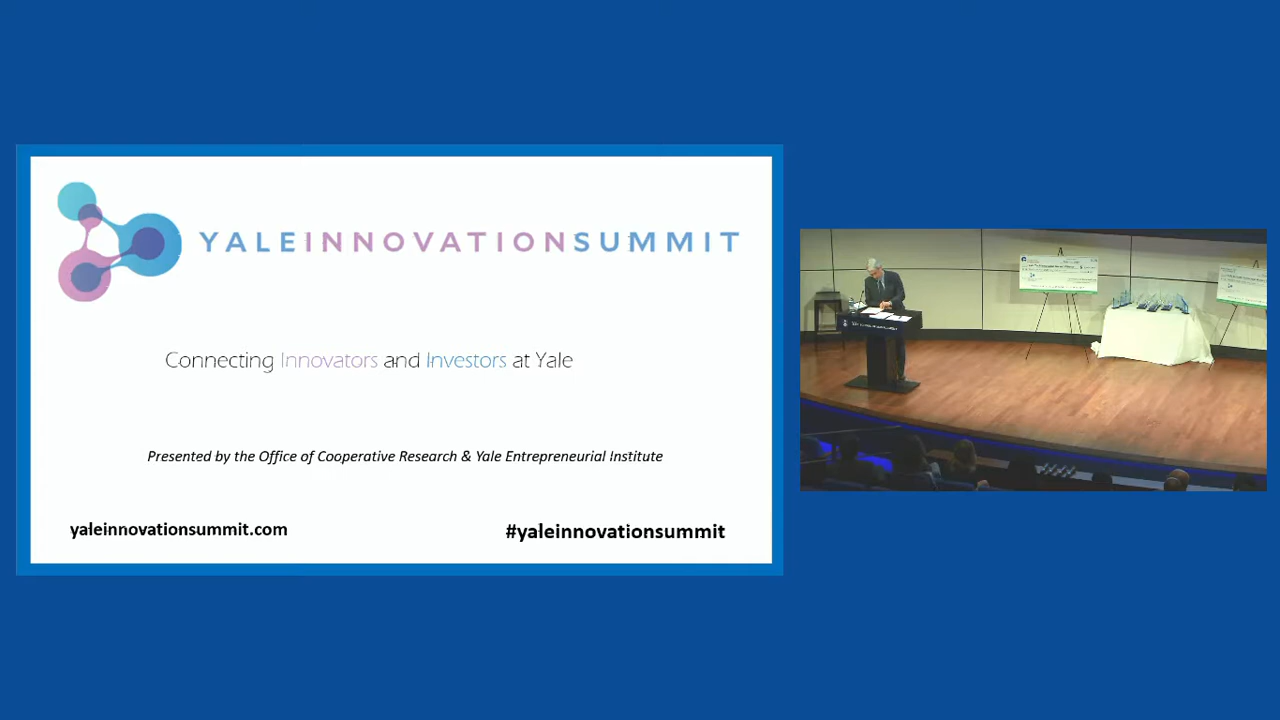 YALEINNOVATIONSUMMIT
Connecting Innovators and Investors at Yale
Presented by the Office of Cooperative Research & Yale Entrepreneurial Institute
yaleinnovationsummit.com
#yaleinnovationsummit